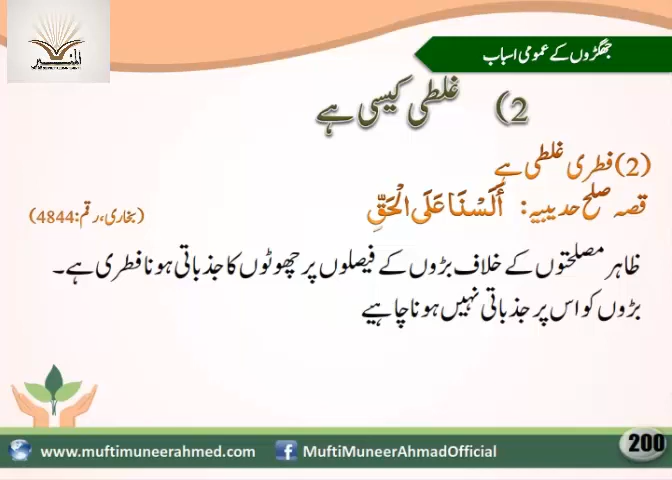 المنبر
جھگڑوں کے عمومی اسباب
2) غلطی کیسی ہے
(2) فطری غلطی ہے
قصہ صلح حدیبیہ: أَلَسْنَا عَلَى الْحَقِّ (بخاری، رقم: 4844)
ظاہر مصلحتوں کے خلاف بڑوں کے فیصلوں پر چھوٹوں کا جذباتی ہونا فطری ہے۔
بڑوں کو اس پر جذباتی نہیں ہونا چاہیے
www.muftimuneerahmed.com MuftiMuneerAhmadOfficial 200